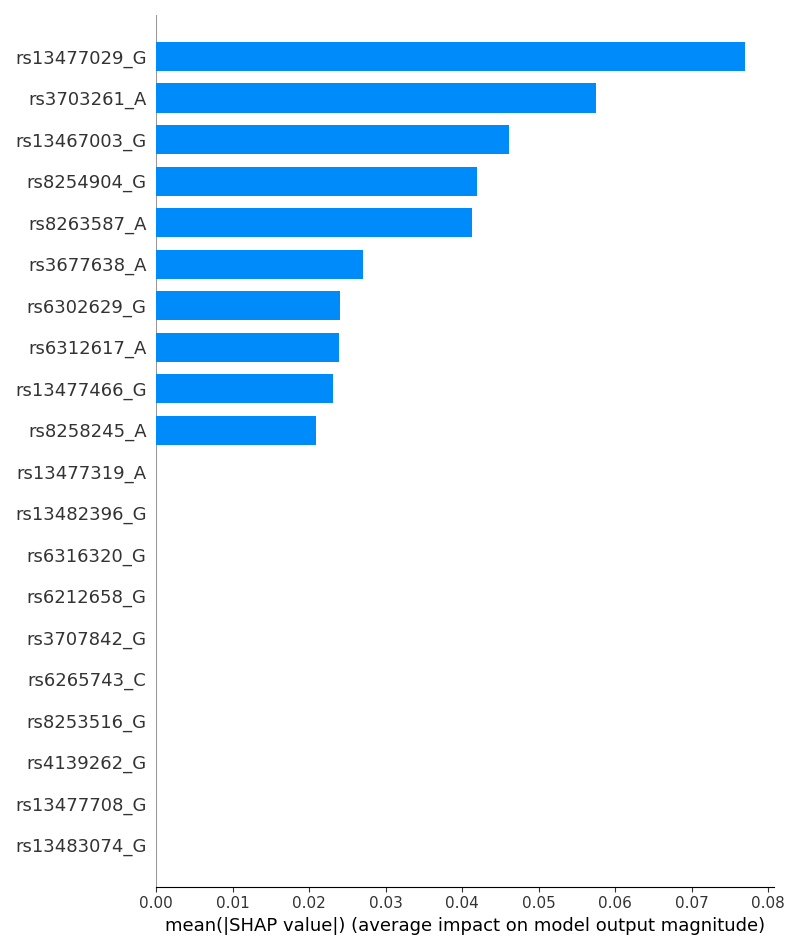 rs13477029_G
rs3703261_A
rs13467003_G
rs8254904_G
rs8263587_A
rs3677638_A
rs6302629_G
rs6312617_A
rs13477466_G
rs8258245_A
rs13477319_A
rs13482396_G
rs6316320_G
rs6212658_G
rs3707842_G
rs6265743_C
rs8253516_G
rs4139262_G
rs13477708_G
rs13483074_G
0.00 0.01 0.02 0.03 0.04 0.05 0.06 0.07 0.08
mean(|SHAP value|) (average impact on model output magnitude)